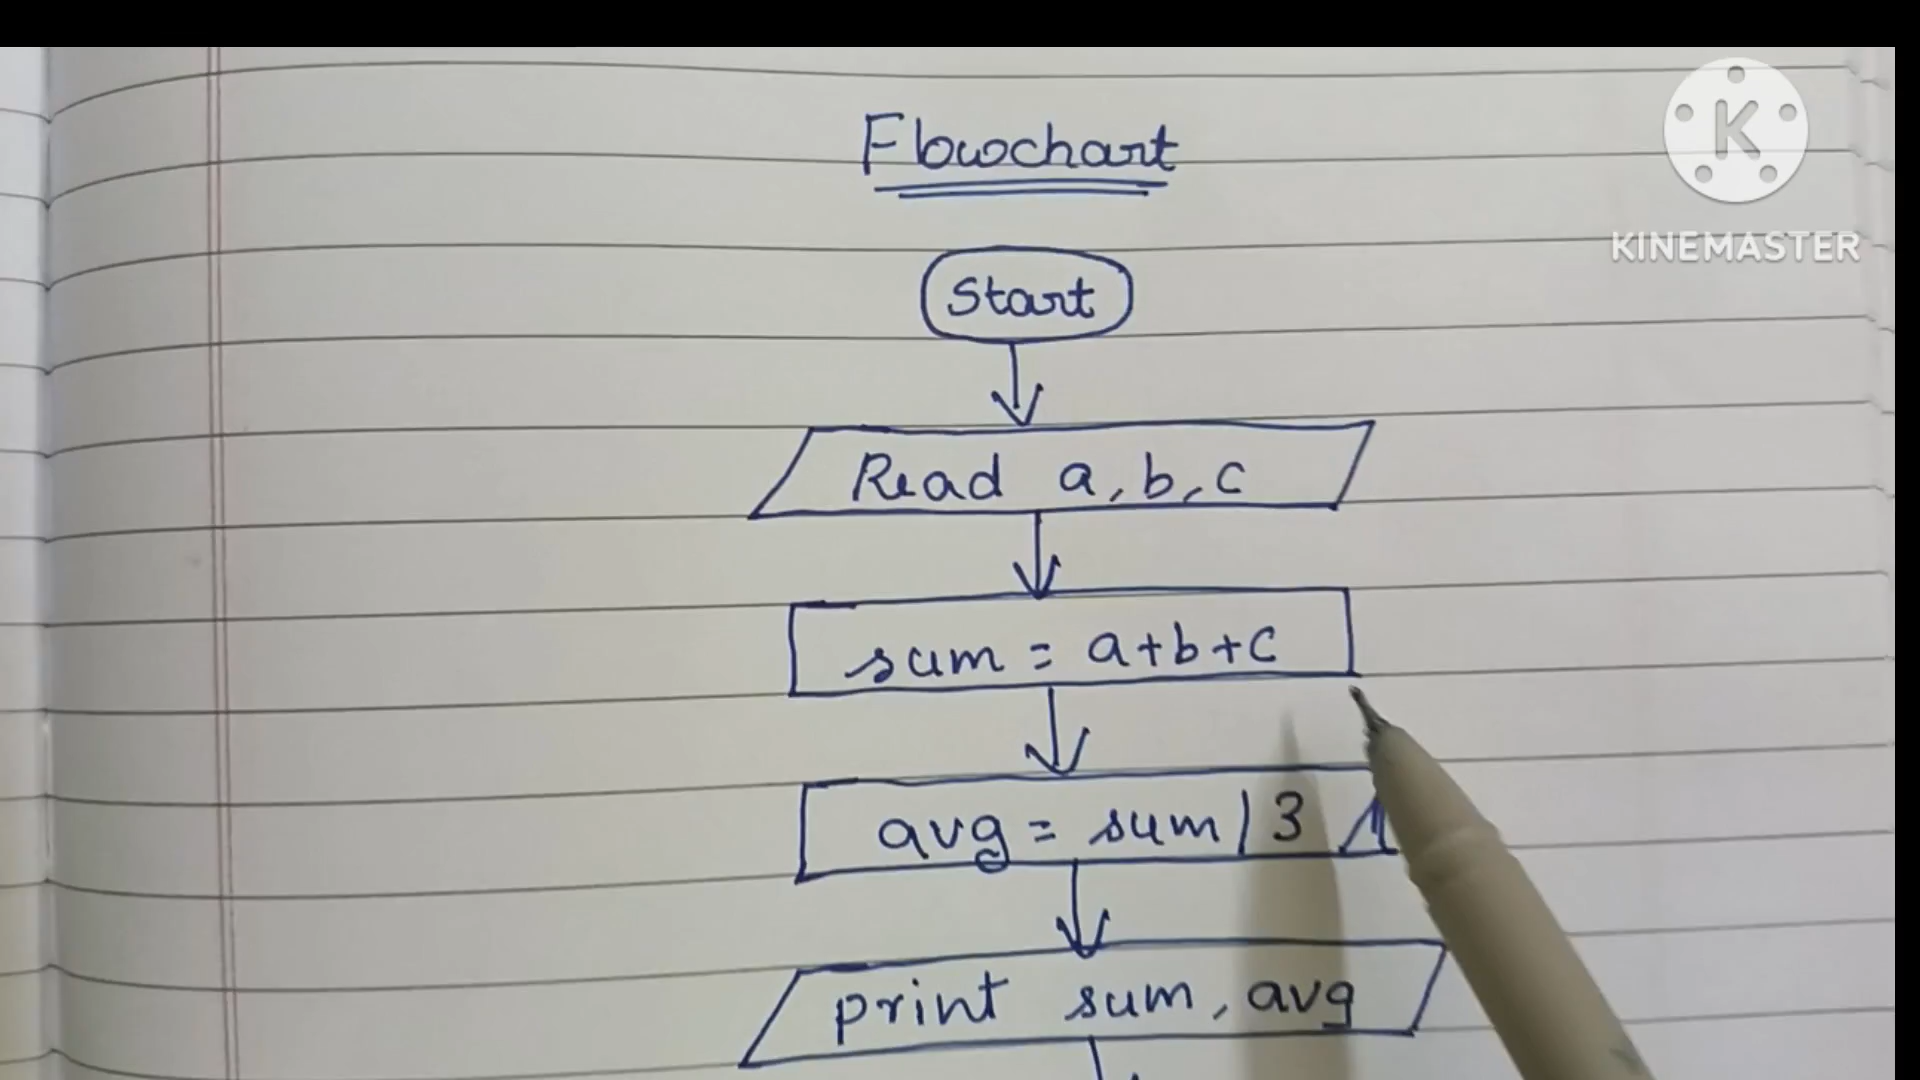 Flowchart
K
KINEMASTER
Start
Read a, b, c
sum = a+b+c
avg = sum / 3
print sum, avg